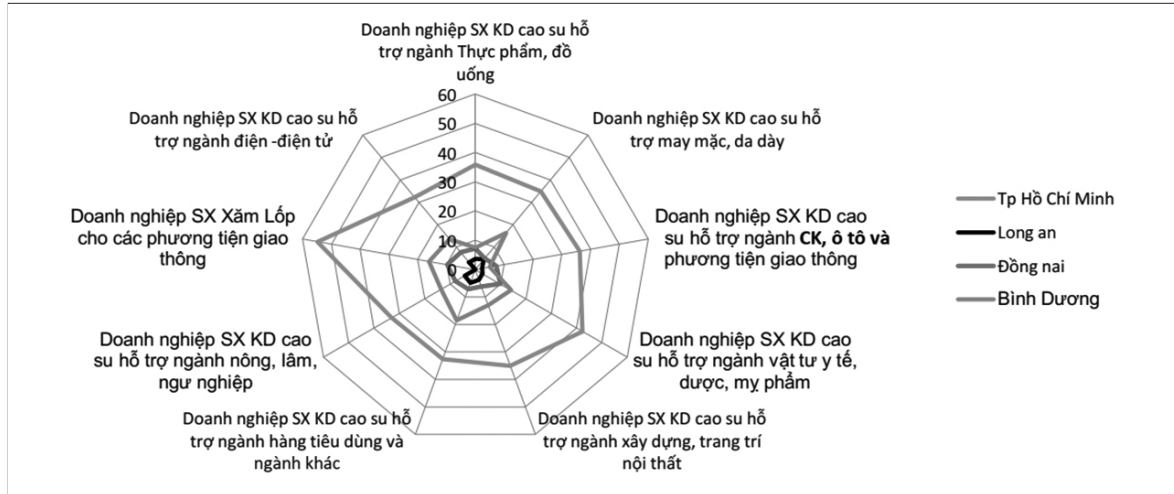 Doanh nghiệp SX KD cao su hỗ
trợ ngành Thực phẩm, đồ
uống
60
50
40
30
20
10
0
Doanh nghiệp SX KD cao su hỗ
trợ may mặc, da dày
Doanh nghiệp SX KD cao
su hỗ trợ ngành CK, ô tô và
phương tiện giao thông
Doanh nghiệp SX KD cao
su hỗ trợ ngành vật tư y tế,
dược, mỵ phẩm
Doanh nghiệp SX KD cao su hỗ
trợ ngành xây dựng, trang trí
nội thất
Doanh nghiệp SX KD cao su hỗ
trợ ngành hàng tiêu dùng và
ngành khác
Doanh nghiệp SX KD cao
su hỗ trợ ngành nông, lâm,
ngư nghiệp
Doanh nghiệp SX Xăm Lốp
cho các phương tiện giao
thông
Doanh nghiệp SX KD cao su hỗ
trợ ngành điện -điện tử
Tp Hồ Chí Minh
Long an
Đồng nai
Bình Dương